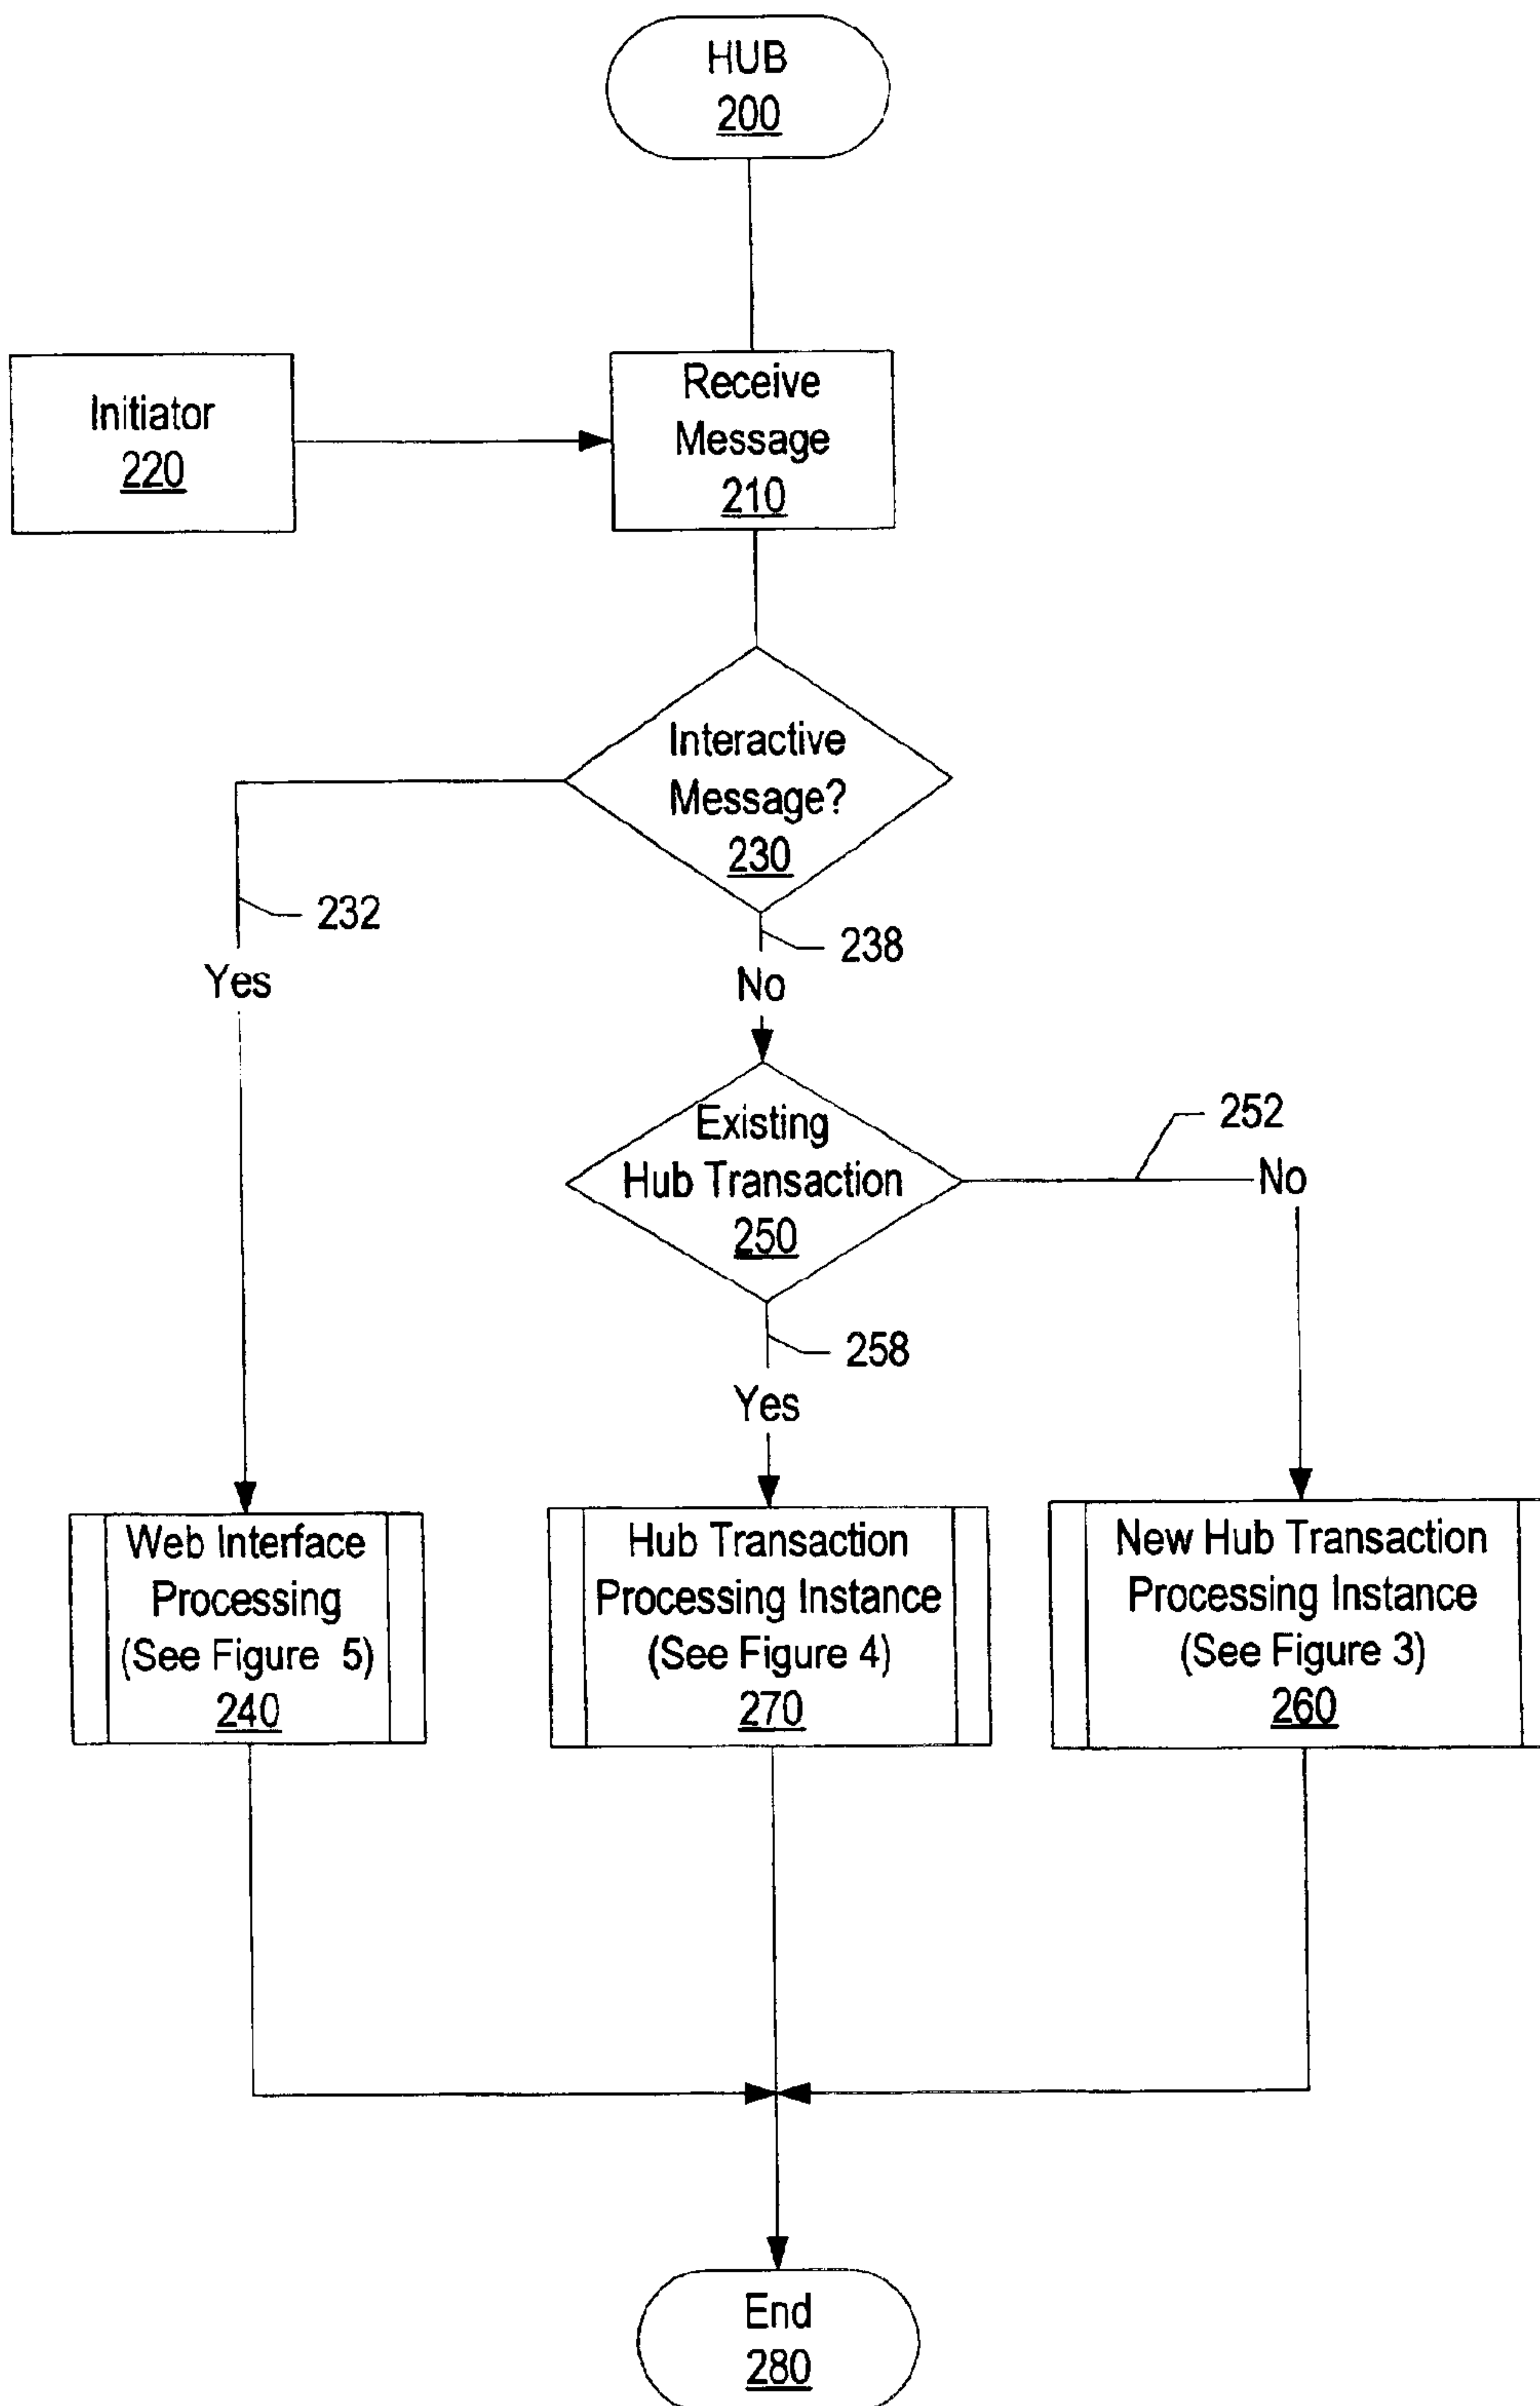 HUB
200
Initiator
220
Receive
Message
210
Interactive
Message?
230
232
238
Yes
No
Existing
Hub Transaction
250
252
No
258
Yes
Web Interface
Processing
(See Figure 5)
240
Hub Transaction
Processing Instance
(See Figure 4)
270
New Hub Transaction
Processing Instance
(See Figure 3)
260
End
280